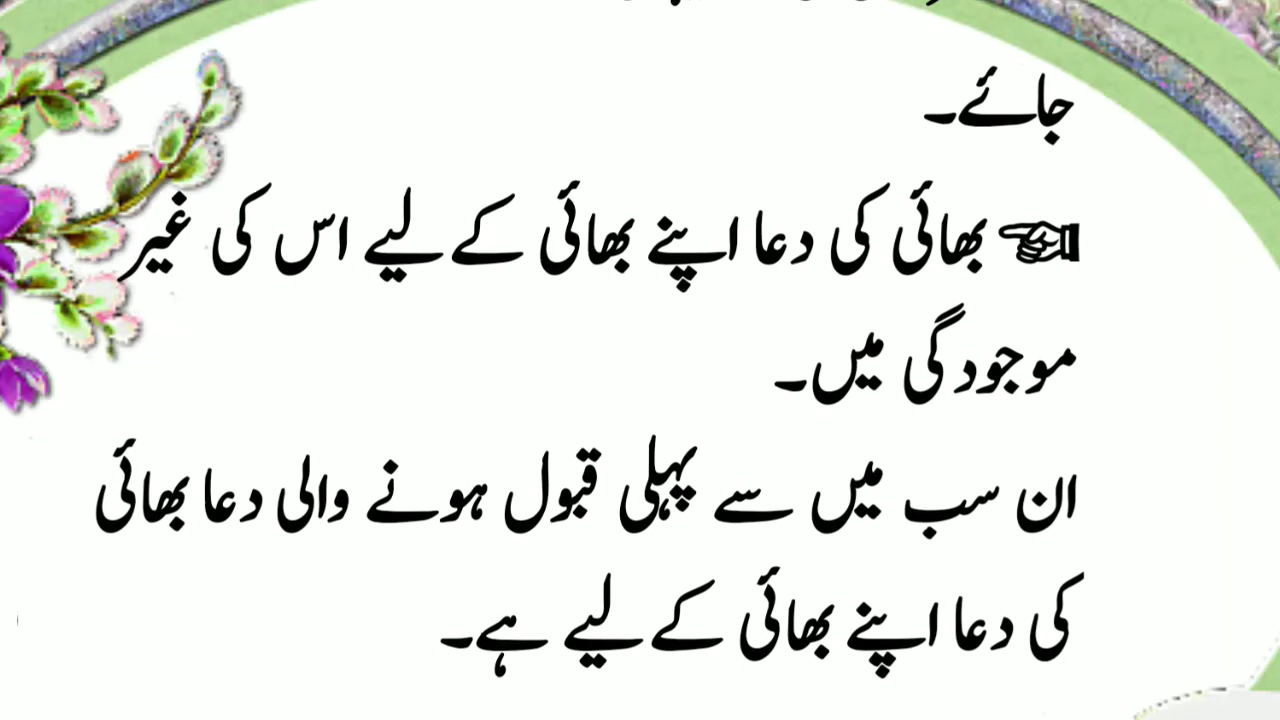 جائے۔
☜ بھائی کی دعا اپنے بھائی کے لیے اس کی غیر
موجودگی میں۔
ان سب میں سے پہلی قبول ہونے والی دعا بھائی
کی دعا اپنے بھائی کے لیے ہے۔